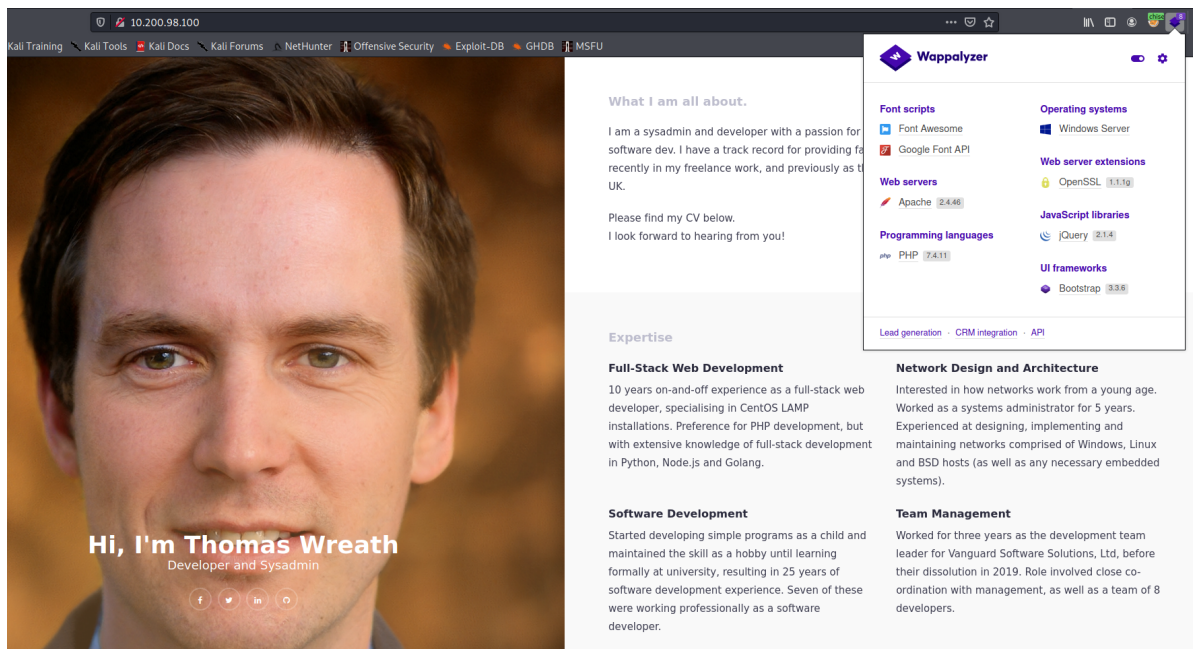 10.200.98.100
chise
8
Kali Training
Kali Tools
Kali Docs
Kali Forums
NetHunter
Offensive Security
Exploit-DB
GHDB
MSFU
Hi, I'm Thomas Wreath
Developer and Sysadmin
What I am all about.
I am a sysadmin and developer with a passion for
software dev. I have a track record for providing fa
recently in my freelance work, and previously as th
UK.
Please find my CV below.
I look forward to hearing from you!
Expertise
Full-Stack Web Development
10 years on-and-off experience as a full-stack web
developer, specialising in CentOS LAMP
installations. Preference for PHP development, but
with extensive knowledge of full-stack development
in Python, Node.js and Golang.
Network Design and Architecture
Interested in how networks work from a young age.
Worked as a systems administrator for 5 years.
Experienced at designing, implementing and
maintaining networks comprised of Windows, Linux
and BSD hosts (as well as any necessary embedded
systems).
Software Development
Started developing simple programs as a child and
maintained the skill as a hobby until learning
formally at university, resulting in 25 years of
software development experience. Seven of these
were working professionally as a software
developer.
Team Management
Worked for three years as the development team
leader for Vanguard Software Solutions, Ltd, before
their dissolution in 2019. Role involved close co-
ordination with management, as well as a team of 8
developers.
Wappalyzer
Font scripts
Font Awesome
Google Font API
Web servers
Apache 2.4.46
Programming languages
php PHP 7.4.11
Operating systems
Windows Server
Web server extensions
OpenSSL 1.1.1g
JavaScript libraries
jQuery 2.1.4
UI frameworks
Bootstrap 3.3.6
Lead generation · CRM integration · API